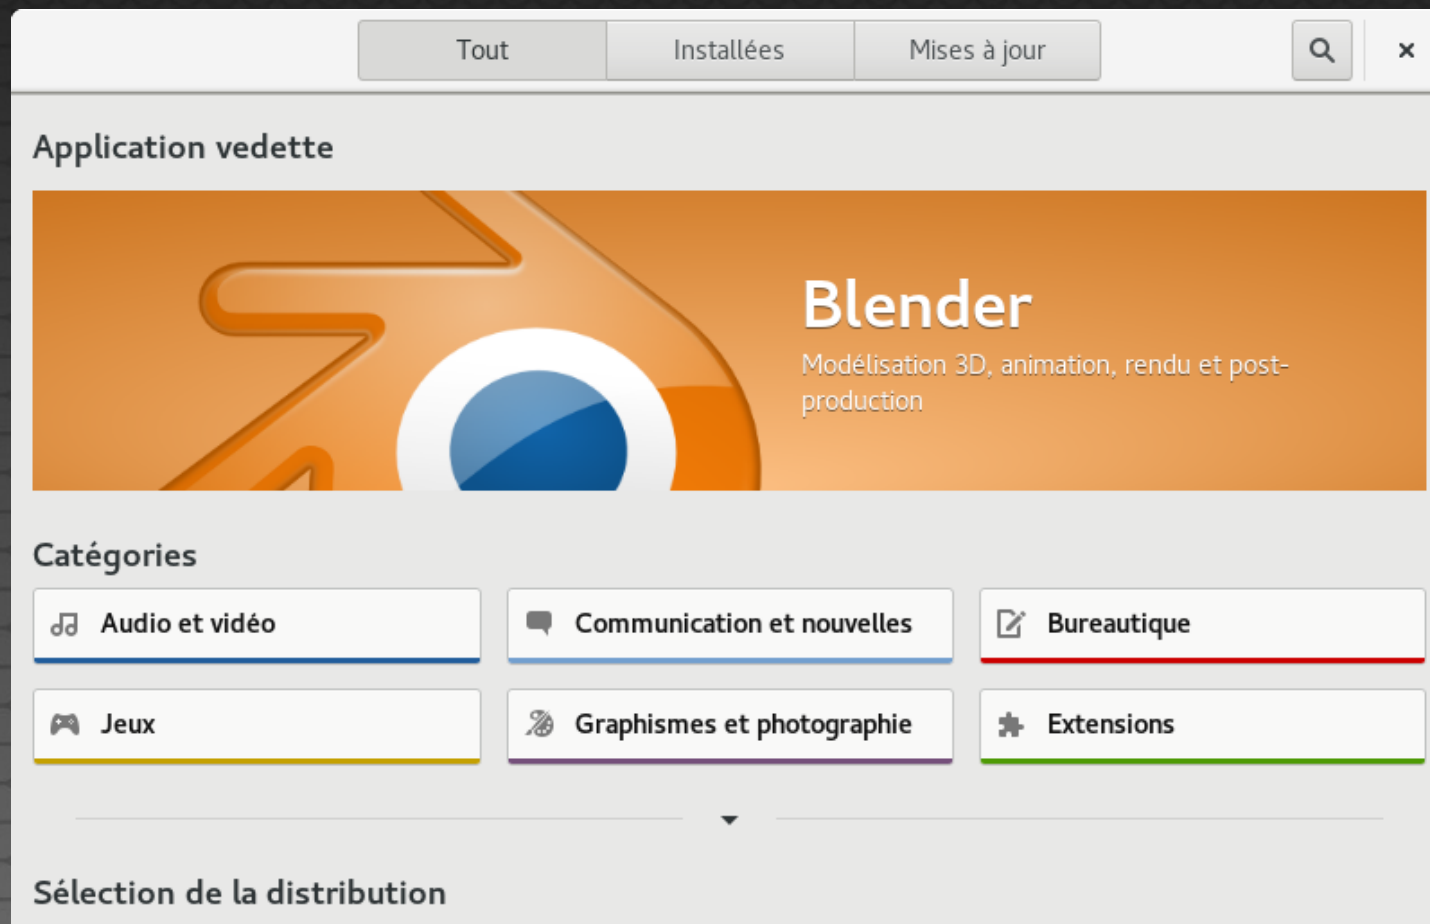 Tout
Installées
Mises à jour
Application vedette
Blender
Modélisation 3D, animation, rendu et post-
production
Catégories
Audio et vidéo
Communication et nouvelles
Bureautique
Jeux
Graphismes et photographie
Extensions
Sélection de la distribution